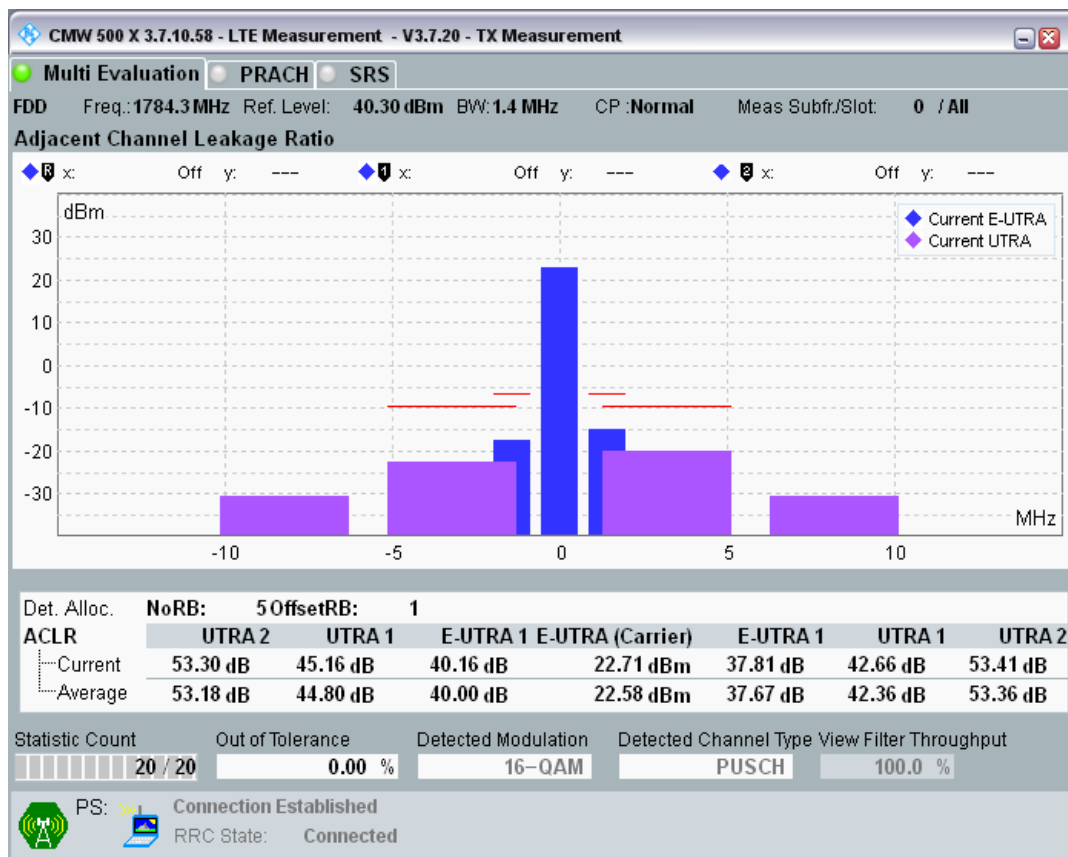 CMW 500 X 3.7.10.58 - LTE Measurement - V3.7.20 - TX Measurement
Multi Evaluation PRACH SRS
FDD Freq.: 1784.3 MHz Ref. Level: 40.30 dBm BW: 1.4 MHz CP :Normal Meas Subfr./Slot: 0 / All
Adjacent Channel Leakage Ratio
R x: Off y: --- 1 x: Off y: --- 2 x: Off y: ---
dBm
Current E-UTRA
Current UTRA
30
20
10
0
-10
-20
-30
MHz
-10 -5 0 5 10
Det. Alloc. NoRB: 5 OffsetRB: 1
ACLR UTRA 2 UTRA 1 E-UTRA 1 E-UTRA (Carrier) E-UTRA 1 UTRA 1 UTRA 2
Current 53.30 dB 45.16 dB 40.16 dB 22.71 dBm 37.81 dB 42.66 dB 53.41 dB
Average 53.18 dB 44.80 dB 40.00 dB 22.58 dBm 37.67 dB 42.36 dB 53.36 dB
Statistic Count Out of Tolerance Detected Modulation Detected Channel Type View Filter Throughput
20 / 20 0.00 % 16-QAM PUSCH 100.0 %
PS: Connection Established
RRC State: Connected